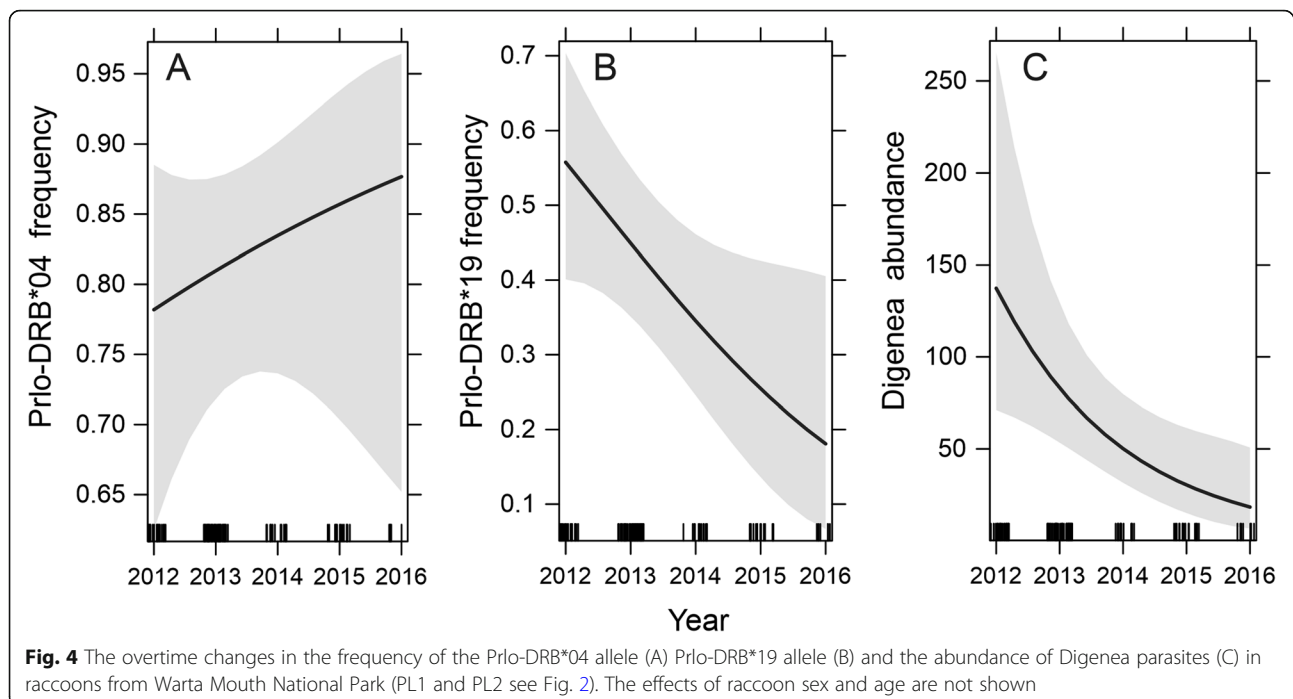 A
Prlo-DRB*04 frequency
0.95
0.90
0.85
0.80
0.75
0.70
0.65
2012 2013 2014 2015 2016
B
Prlo-DRB*19 frequency
0.7
0.6
0.5
0.4
0.3
0.2
0.1
2012 2013 2014 2015 2016
C
Digenea abundance
250
200
150
100
50
2012 2013 2014 2015 2016
Year
Fig. 4 The overtime changes in the frequency of the Prlo-DRB*04 allele (A) Prlo-DRB*19 allele (B) and the abundance of Digenea parasites (C) in
raccoons from Warta Mouth National Park (PL1 and PL2 see Fig. 2). The effects of raccoon sex and age are not shown